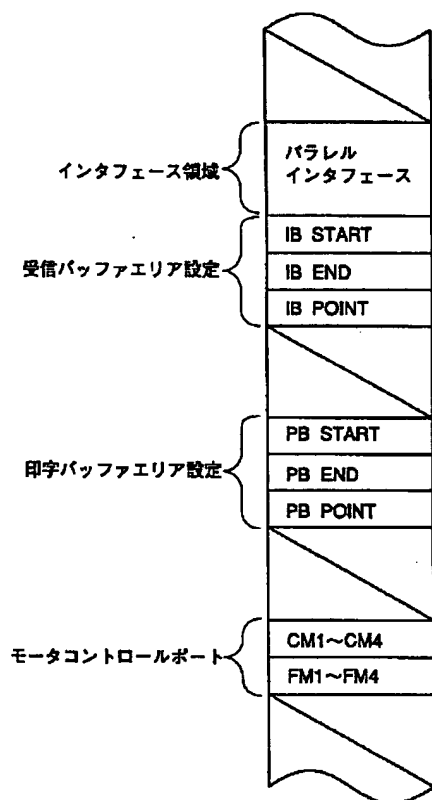 インタフェース領域
パラレル
インタフェース
受信バッファエリア設定
IB START
IB END
IB POINT
印字バッファエリア設定
PB START
PB END
PB POINT
モータコントロールポート
CM1～CM4
FM1～FM4